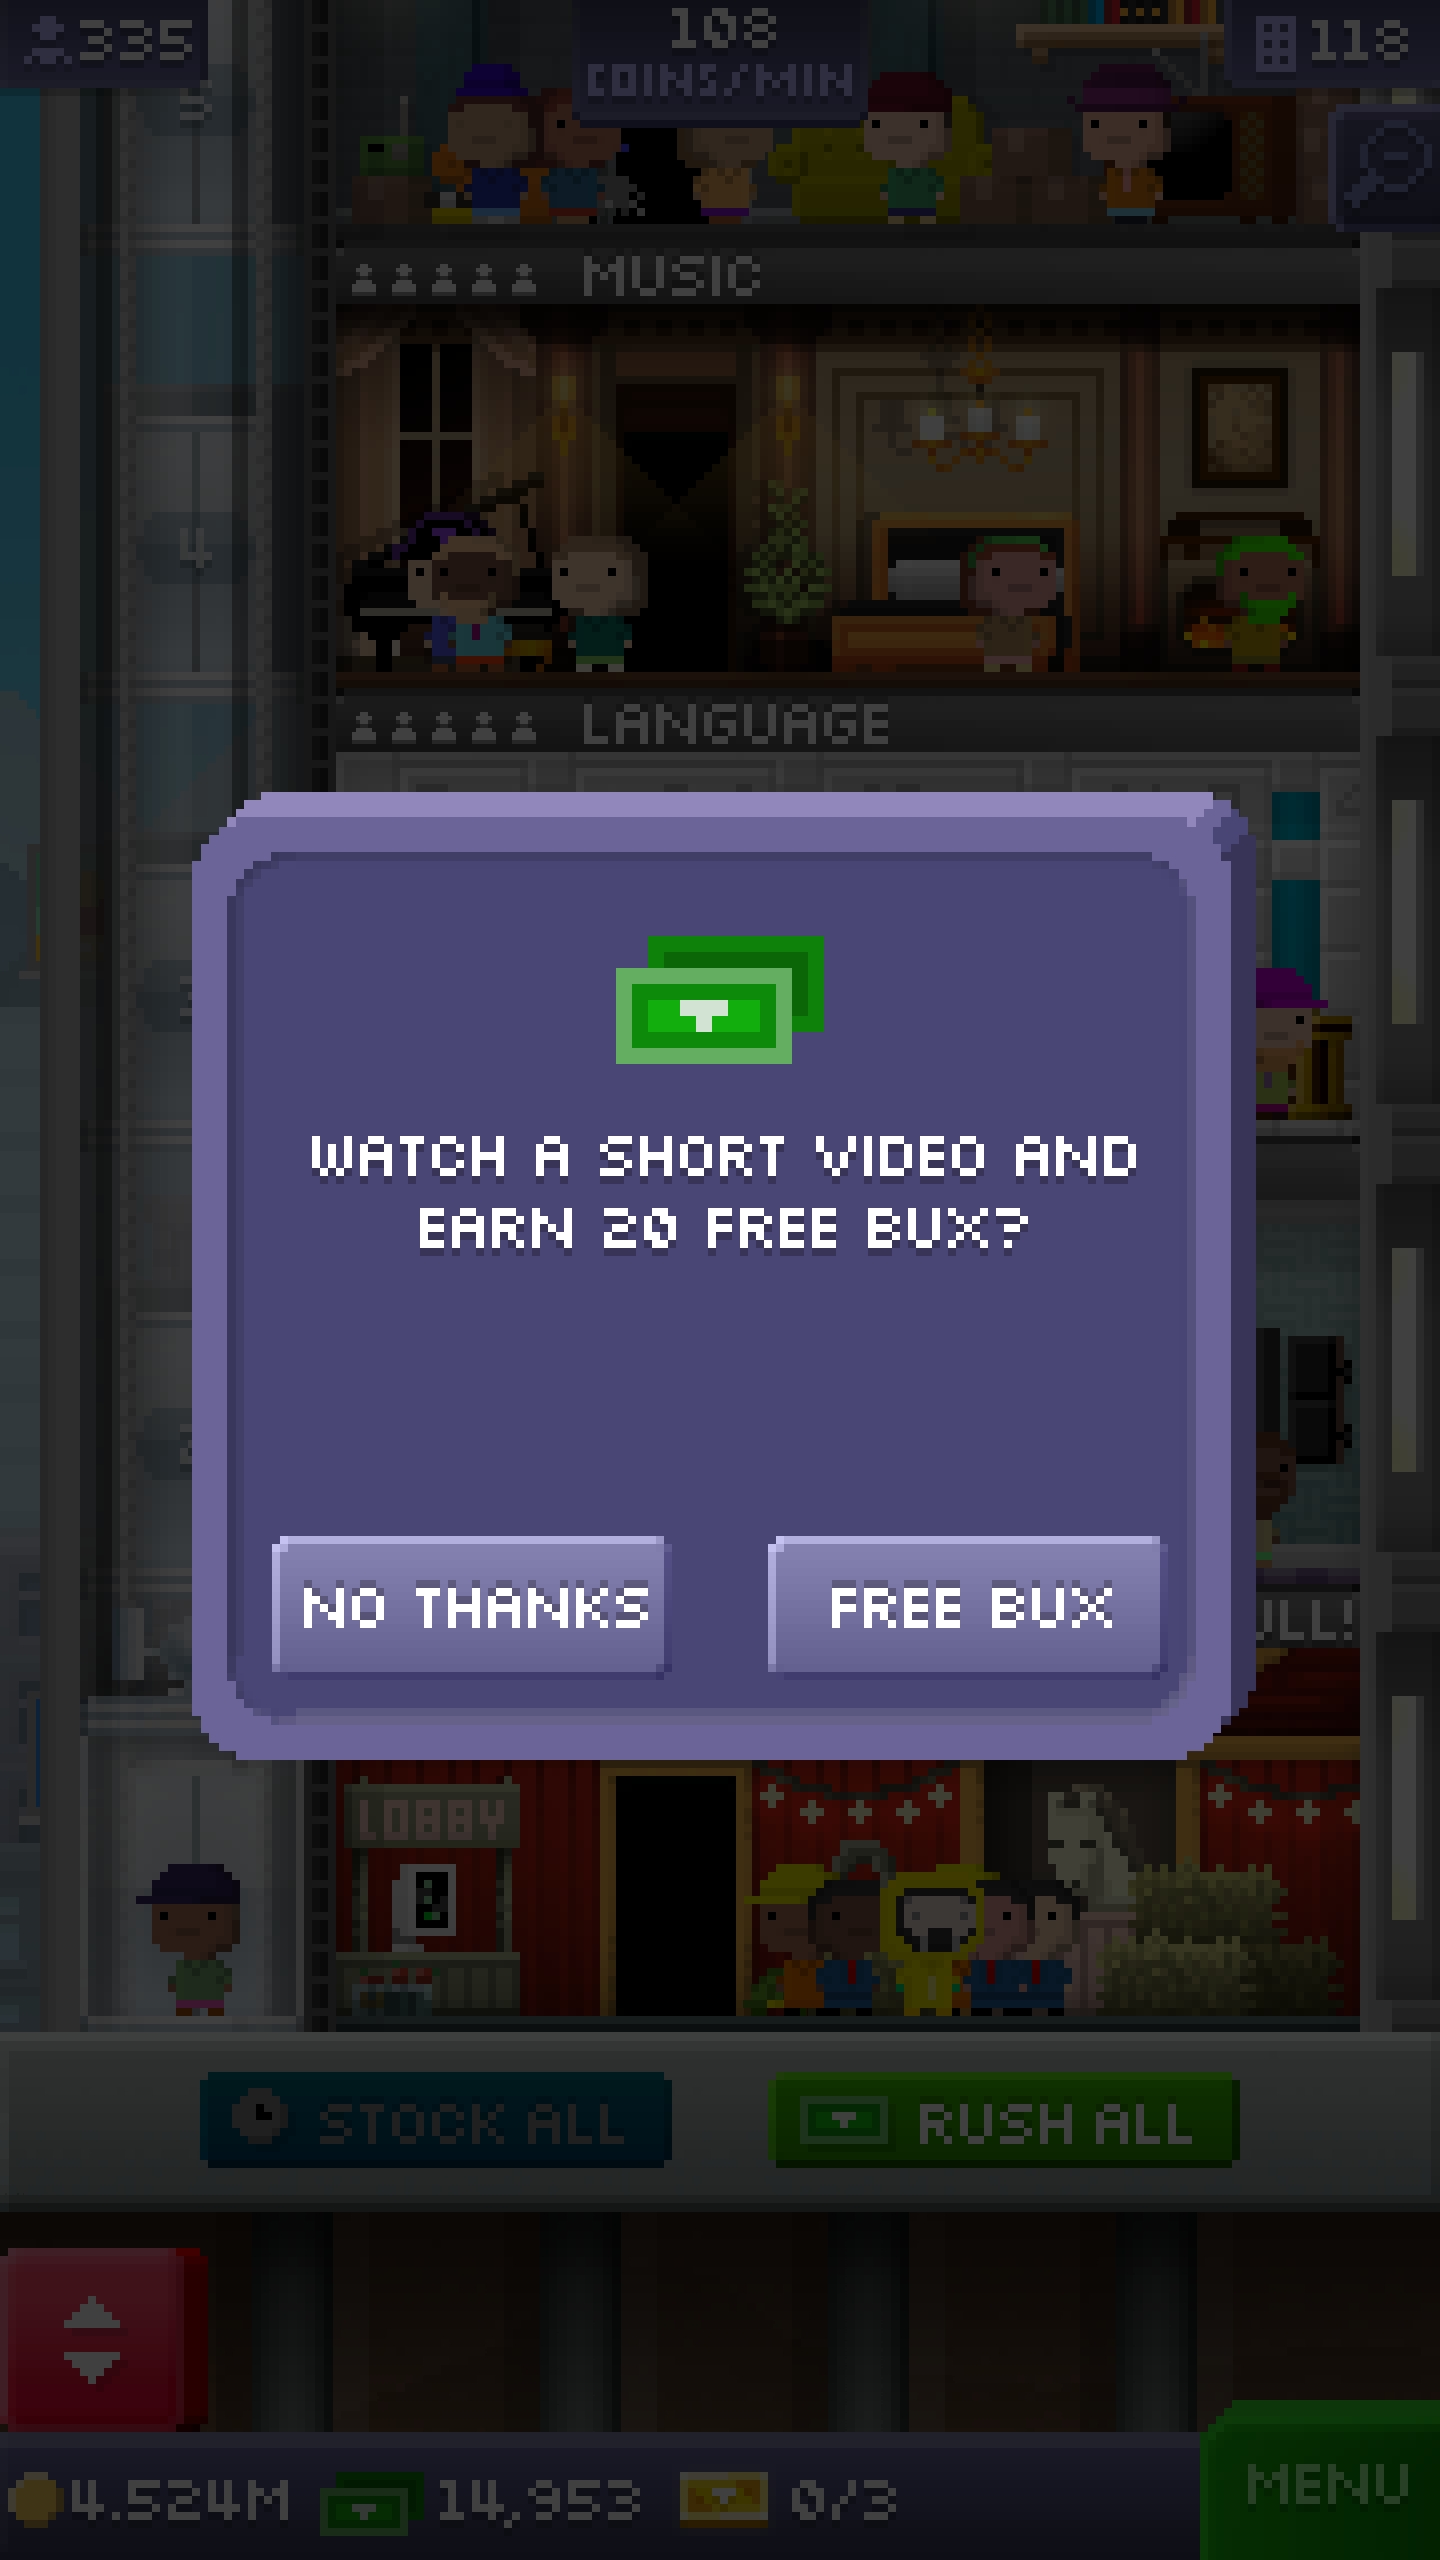 335
108
COINS/MIN
118
5
MUSIC
4
LANGUAGE
WATCH A SHORT VIDEO AND
EARN 20 FREE BUX?
NO THANKS
FREE BUX
ULL!
LOBBY
STOCK ALL
RUSH ALL
4.524M
14,953
0/3
MENU